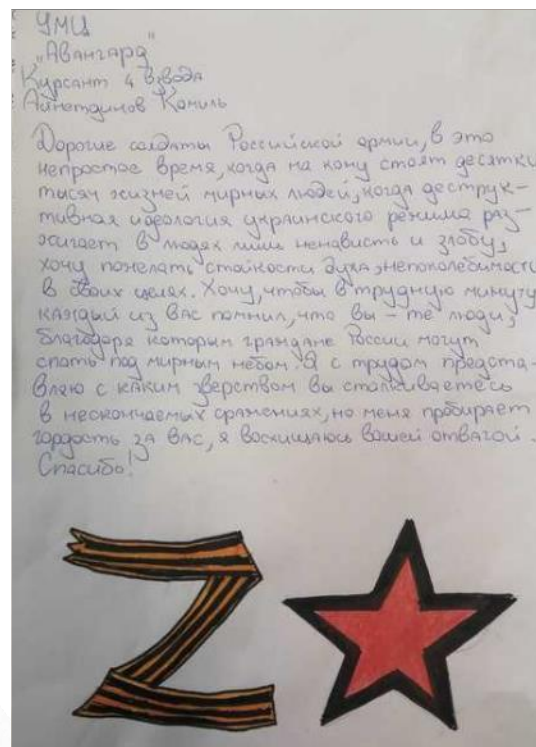 УМЦ
"Авангард"
Курсант 4 взвода
Айнетдинов Камиль
Дорогие солдаты Российской армии, в это
непростое время, когда на кону стоят десятки
тысяч жизней мирных людей, когда деструк-
тивная идеология украинского режима раз-
жигает в людях лишь ненависть и злобу,
хочу пожелать стойкости духа, непоколебимости
в своих целях. Хочу, чтобы в трудную минуту
каждый из вас помнил, что вы - те люди,
благодаря которым граждане России могут
спать под мирным небом. Я с трудом предста-
вляю с каким зверством вы сталкиваетесь
в нескончаемых сражениях, но меня пробирает
гордость за вас, я восхищаюсь вашей отвагой.
Спасибо!
Z